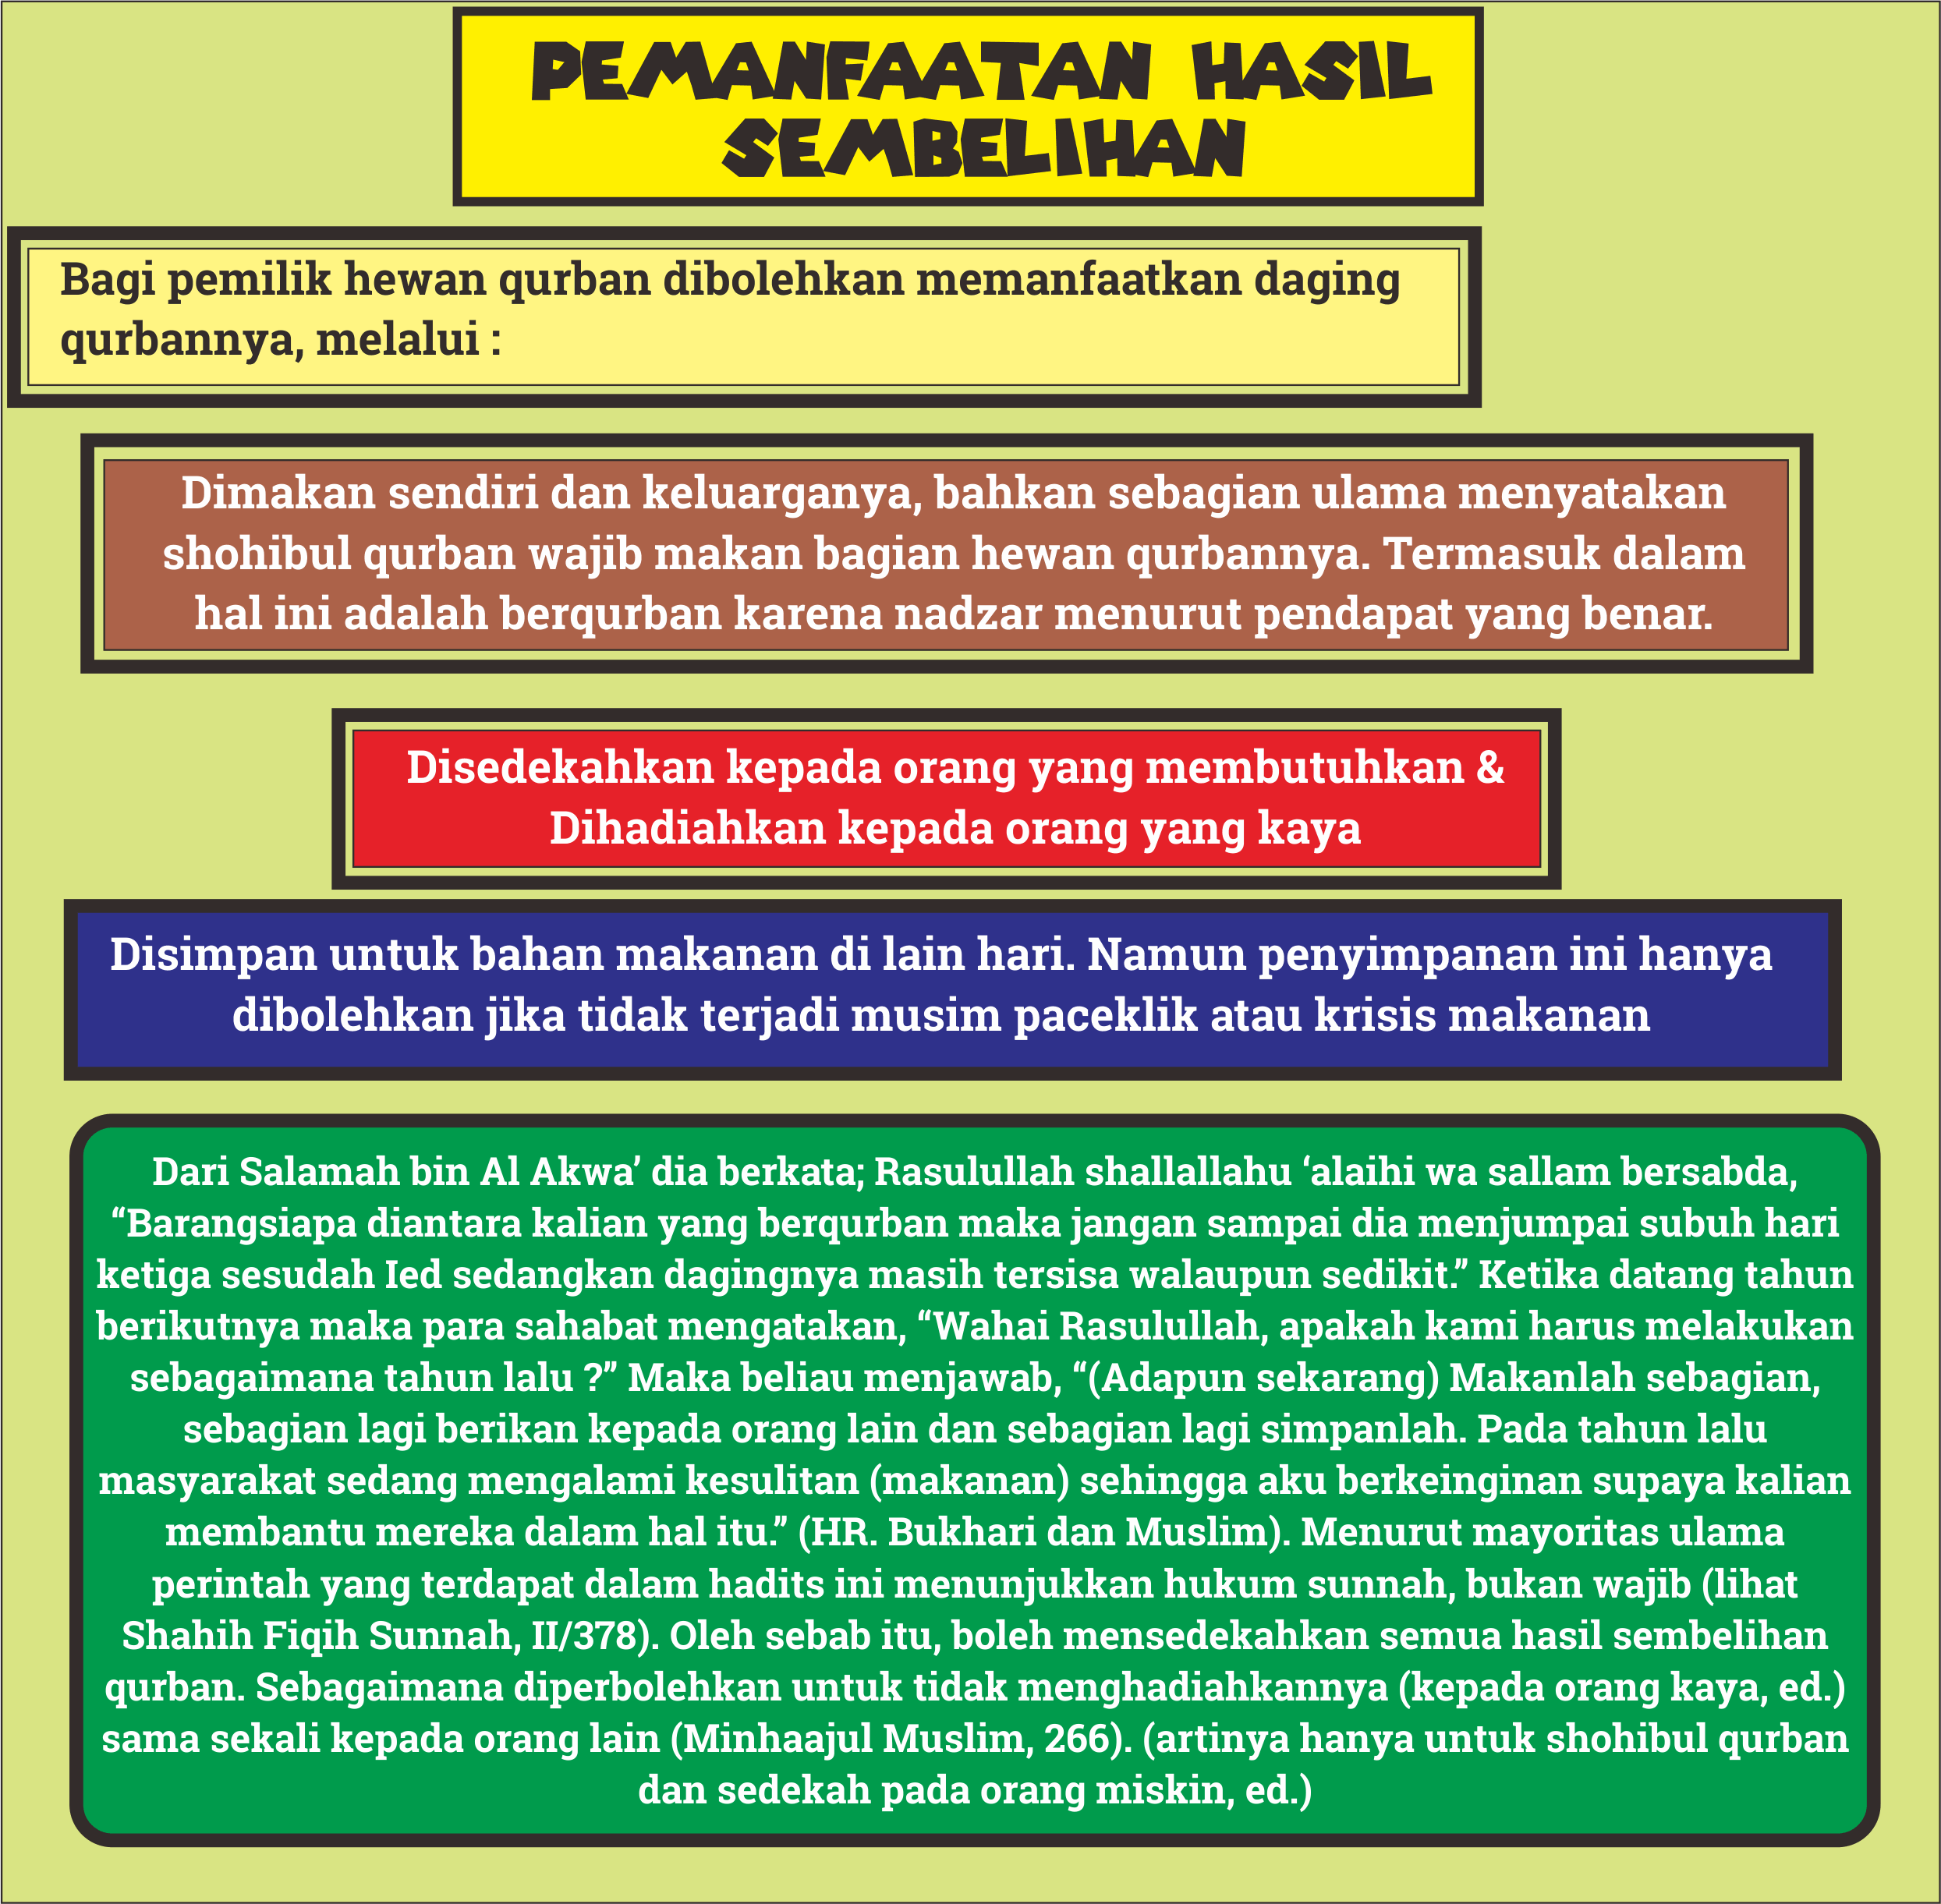 PEMANFAATAN HASIL
SEMBELIHAN
Bagi pemilik hewan qurban dibolehkan memanfaatkan daging
qurbannya, melalui :
Dimakan sendiri dan keluarganya, bahkan sebagian ulama menyatakan
shohibul qurban wajib makan bagian hewan qurbannya. Termasuk dalam
hal ini adalah berqurban karena nadzar menurut pendapat yang benar.
Disedekahkan kepada orang yang membutuhkan &
Dihadiahkan kepada orang yang kaya
Disimpan untuk bahan makanan di lain hari. Namun penyimpanan ini hanya
dibolehkan jika tidak terjadi musim paceklik atau krisis makanan
Dari Salamah bin Al Akwa’ dia berkata; Rasulullah shallallahu ‘alaihi wa sallam bersabda,
“Barangsiapa diantara kalian yang berqurban maka jangan sampai dia menjumpai subuh hari
ketiga sesudah Ied sedangkan dagingnya masih tersisa walaupun sedikit.” Ketika datang tahun
berikutnya maka para sahabat mengatakan, “Wahai Rasulullah, apakah kami harus melakukan
sebagaimana tahun lalu ?” Maka beliau menjawab, “(Adapun sekarang) Makanlah sebagian,
sebagian lagi berikan kepada orang lain dan sebagian lagi simpanlah. Pada tahun lalu
masyarakat sedang mengalami kesulitan (makanan) sehingga aku berkeinginan supaya kalian
membantu mereka dalam hal itu.” (HR. Bukhari dan Muslim). Menurut mayoritas ulama
perintah yang terdapat dalam hadits ini menunjukkan hukum sunnah, bukan wajib (lihat
Shahih Fiqih Sunnah, II/378). Oleh sebab itu, boleh mensedekahkan semua hasil sembelihan
qurban. Sebagaimana diperbolehkan untuk tidak menghadiahkannya (kepada orang kaya, ed.)
sama sekali kepada orang lain (Minhaajul Muslim, 266). (artinya hanya untuk shohibul qurban
dan sedekah pada orang miskin, ed.)